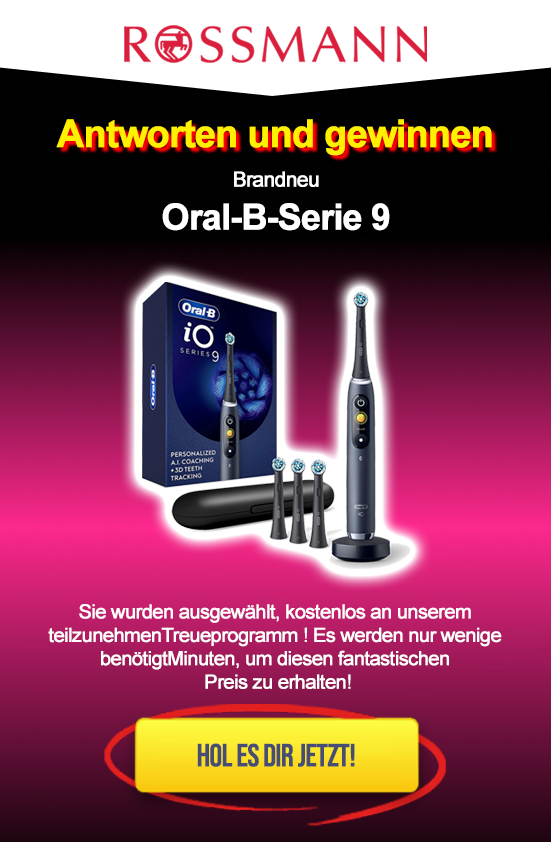 ROSSMANN
Antworten und gewinnen
Brandneu
Oral-B-Serie 9
Oral-B
iO™
SERIES 9
Oral-B
PERSONALIZED
A.I. COACHING
+3D TEETH
TRACKING
iO
Sie wurden ausgewählt, kostenlos an unserem
teilzunehmenTreueprogramm ! Es werden nur wenige
benötigtMinuten, um diesen fantastischen
Preis zu erhalten!
HOL ES DIR JETZT!